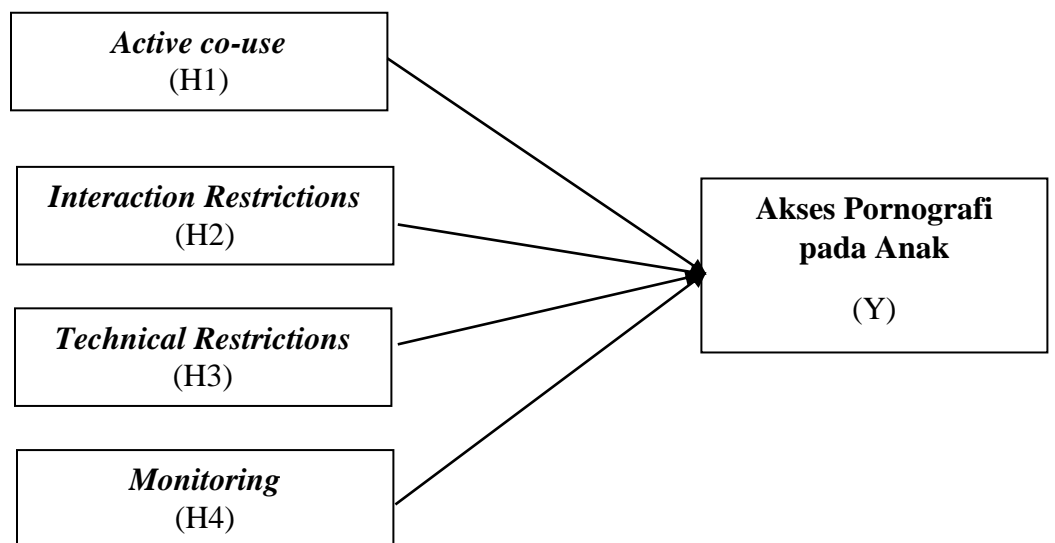 Active co-use
(H1)
Interaction Restrictions
(H2)
Technical Restrictions
(H3)
Monitoring
(H4)
Akses Pornografi
pada Anak
(Y)